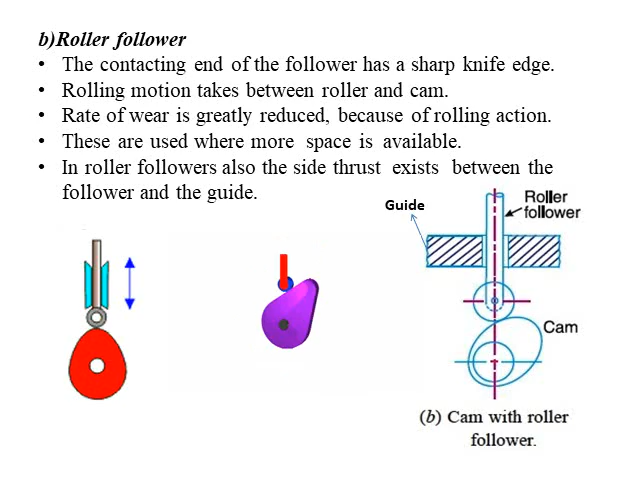 b)Roller follower
• The contacting end of the follower has a sharp knife edge.
• Rolling motion takes between roller and cam.
• Rate of wear is greatly reduced, because of rolling action.
• These are used where more space is available.
• In roller followers also the side thrust exists between the
follower and the guide.
Guide
Roller
follower
Cam
(b) Cam with roller
follower.